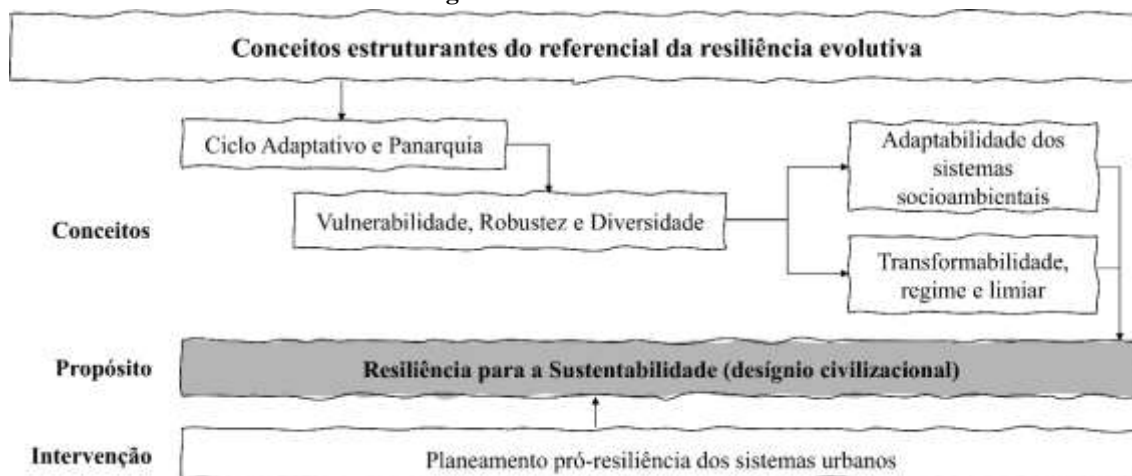 Conceitos estruturantes do referencial da resiliência evolutiva
Ciclo Adaptativo e Panarquia
Adaptabilidade dos
sistemas
socioambientais
Conceitos
Vulnerabilidade, Robustez e Diversidade
Transformabilidade,
regime e limiar
Propósito
Resiliência para a Sustentabilidade (desígnio civilizacional)
Intervenção
Planeamento pró-resiliência dos sistemas urbanos